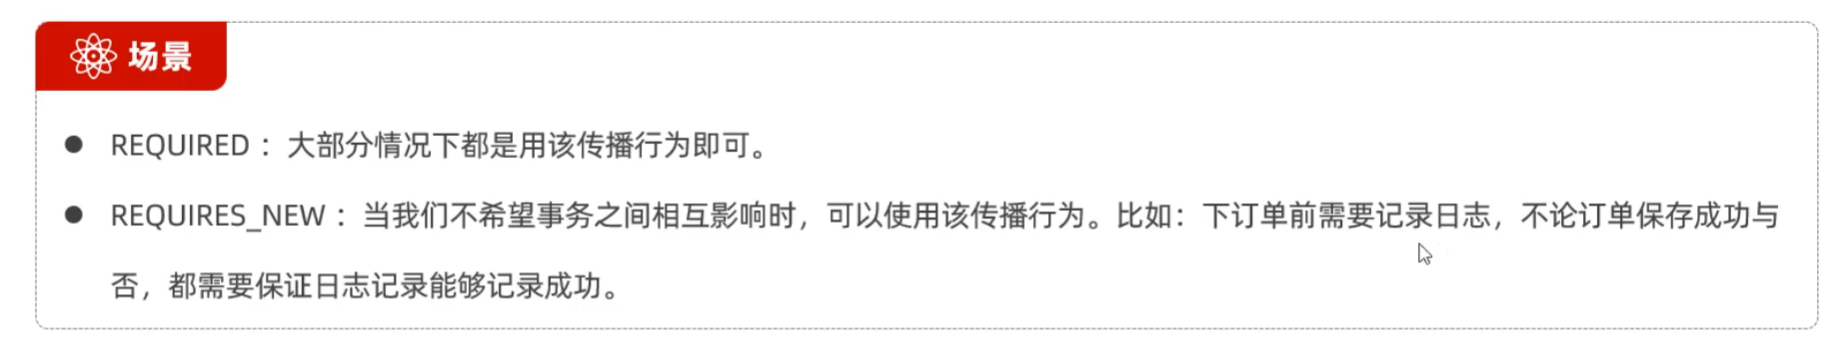 场景
REQUIRED ：大部分情况下都是用该传播行为即可。
REQUIRES_NEW ：当我们不希望事务之间相互影响时，可以使用该传播行为。比如：下订单前需要记录日志，不论订单保存成功与
否，都需要保证日志记录能够记录成功。